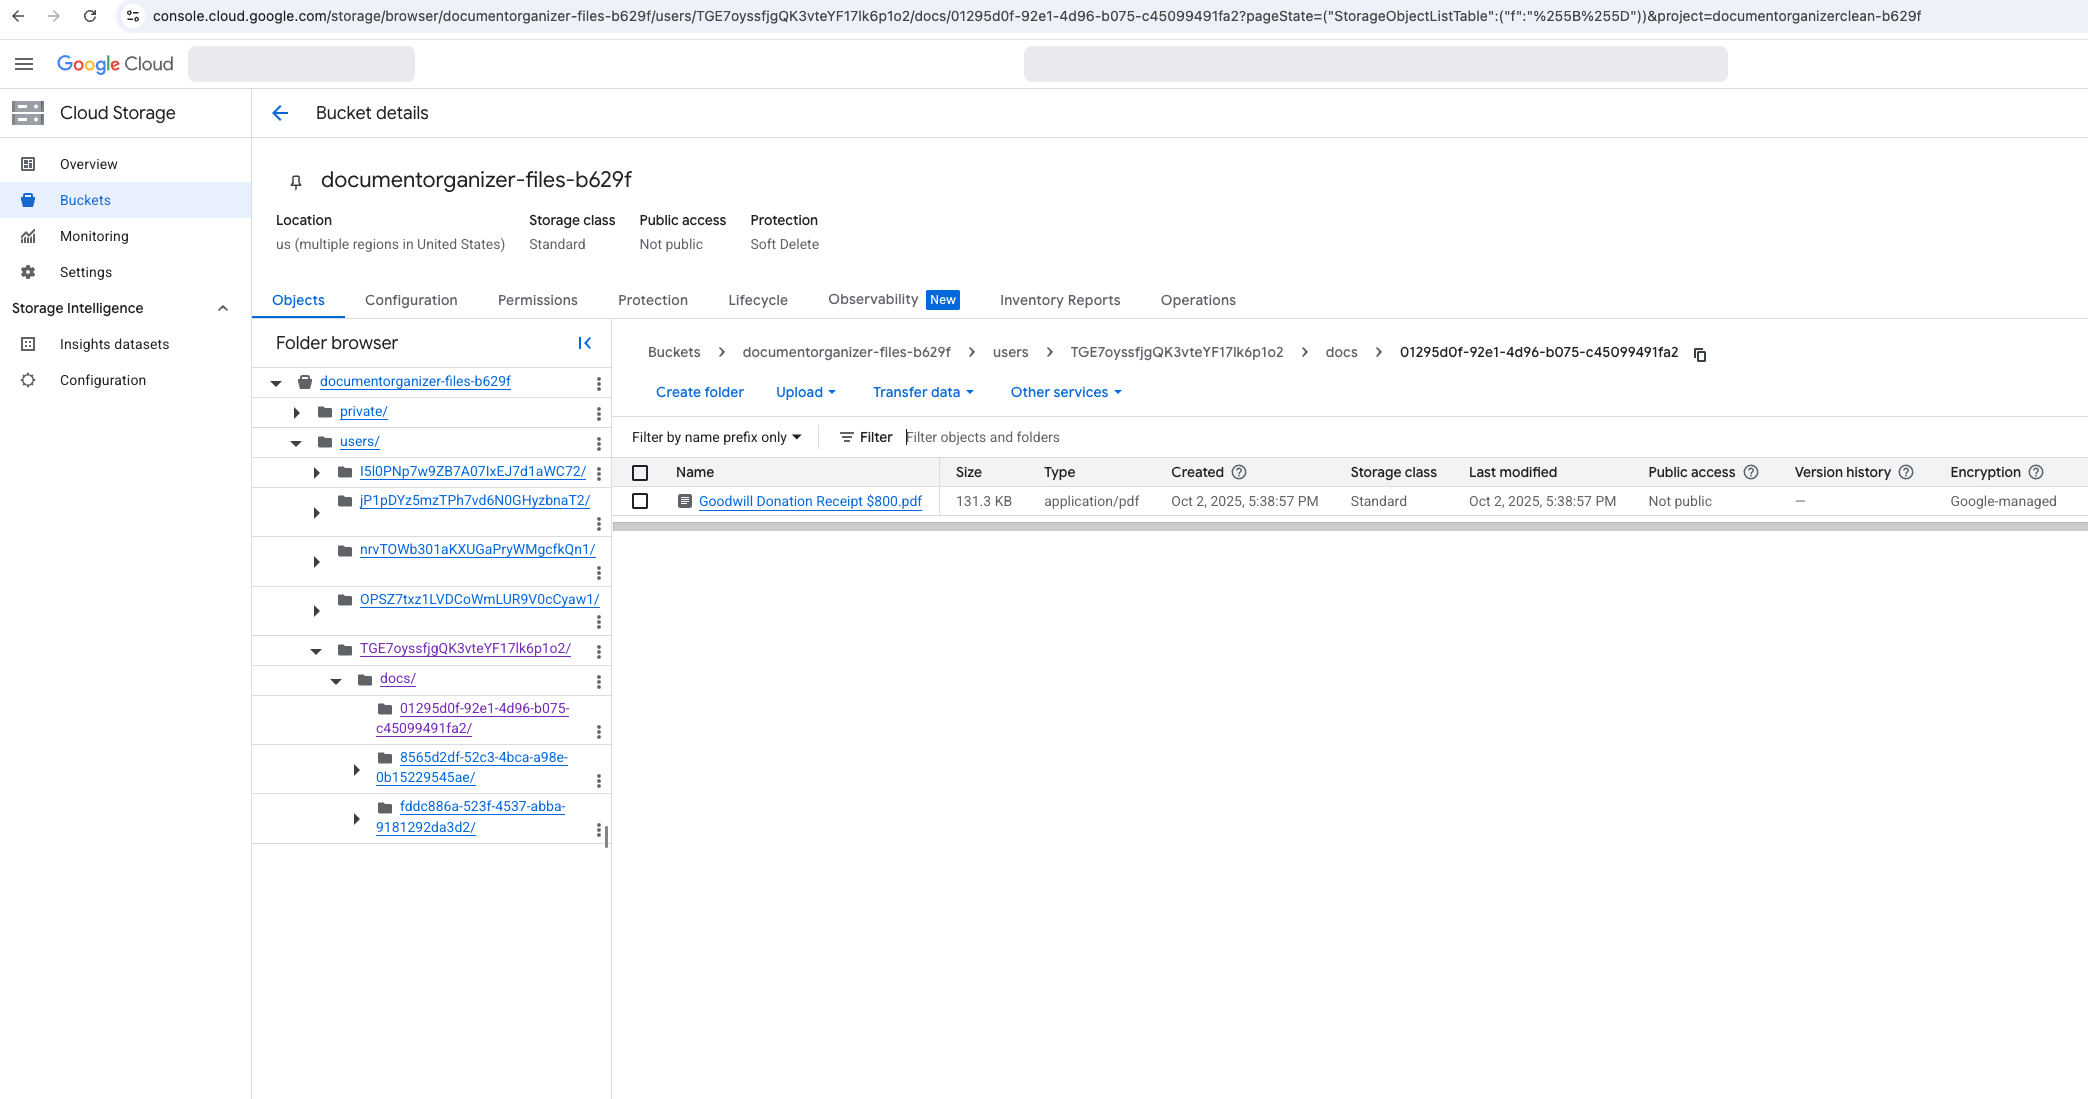 console.cloud.google.com/storage/browser/documentorganizer-files-b629f/users/TGE7oyssfjgQK3vteYF17lk6p1o2/docs/01295d0f-92e1-4d96-b075-c45099491fa2?pageState=("StorageObjectListTable":("f":"%255B%255D"))&project=documentorganizerclean-b629f
Google Cloud
Cloud Storage
Bucket details
Overview
Buckets
Monitoring
Settings
Storage Intelligence
Insights datasets
Configuration
documentorganizer-files-b629f
Location Storage class Public access Protection
us (multiple regions in United States) Standard Not public Soft Delete
Objects Configuration Permissions Protection Lifecycle Observability New Inventory Reports Operations
Folder browser
documentorganizer-files-b629f
private/
users/
I5l0PNp7w9ZB7A07IxEJ7d1aWC72/
jP1pDYz5mzTPh7vd6N0GHyzbnaT2/
nrvTOWb301aKXUGaPryWMgcfkQn1/
OPSZ7txz1LVDCoWmLUR9V0cCyaw1/
TGE7oyssfjgQK3vteYF17lk6p1o2/
docs/
01295d0f-92e1-4d96-b075-
c45099491fa2/
8565d2df-52c3-4bca-a98e-
0b15229545ae/
fddc886a-523f-4537-abba-
9181292da3d2/
Buckets > documentorganizer-files-b629f > users > TGE7oyssfjgQK3vteYF17lk6p1o2 > docs > 01295d0f-92e1-4d96-b075-c45099491fa2
Create folder Upload Transfer data Other services
Filter by name prefix only Filter Filter objects and folders
Name Size Type Created Storage class Last modified Public access Version history Encryption
Goodwill Donation Receipt $800.pdf 131.3 KB application/pdf Oct 2, 2025, 5:38:57 PM Standard Oct 2, 2025, 5:38:57 PM Not public — Google-managed